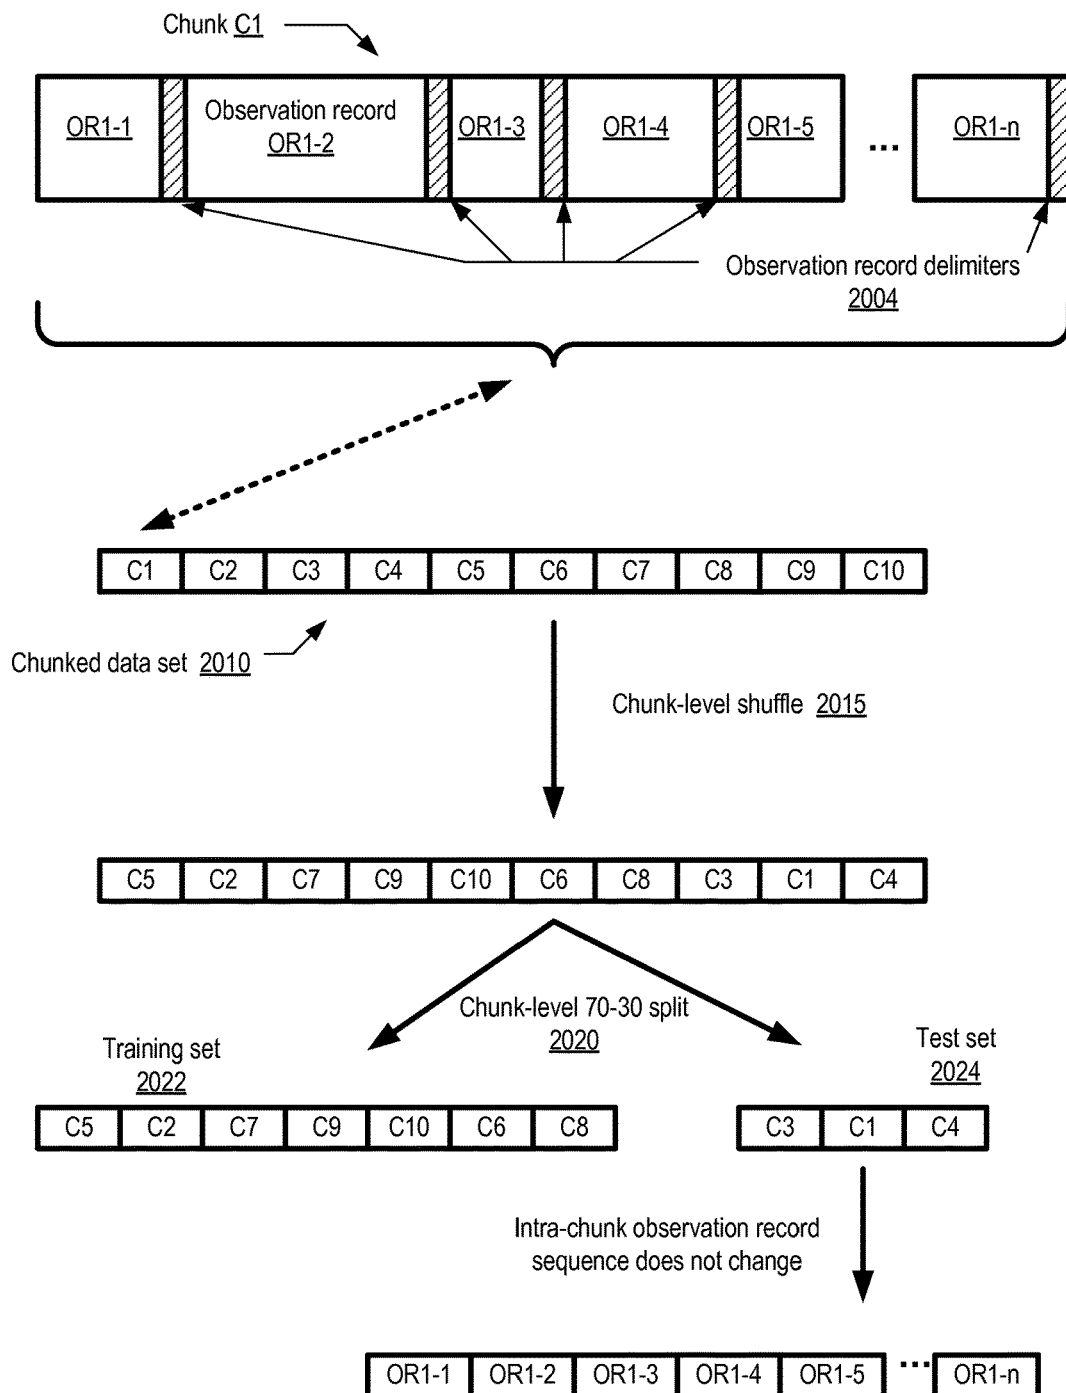 Chunk C1
OR1-1
Observation record
OR1-2
OR1-3
OR1-4
OR1-5
...
OR1-n
Observation record delimiters
2004
C1 C2 C3 C4 C5 C6 C7 C8 C9 C10
Chunked data set 2010
Chunk-level shuffle 2015
C5 C2 C7 C9 C10 C6 C8 C3 C1 C4
Chunk-level 70-30 split
2020
Training set
2022
Test set
2024
C5 C2 C7 C9 C10 C6 C8
C3 C1 C4
Intra-chunk observation record
sequence does not change
OR1-1 OR1-2 OR1-3 OR1-4 OR1-5 ... OR1-n